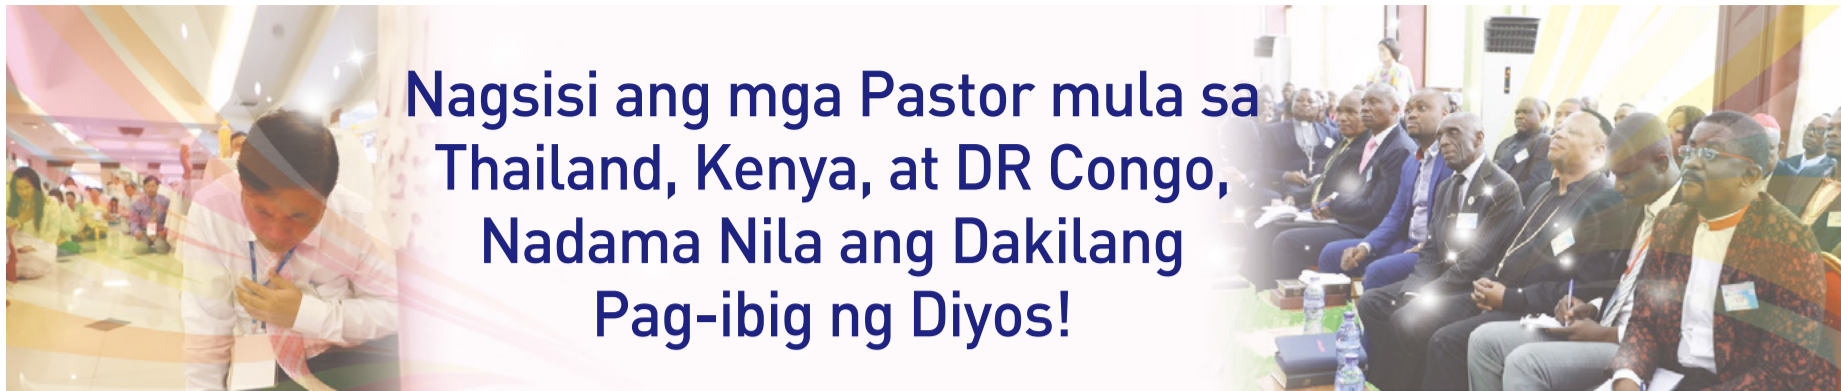 Nagsisi ang mga Pastor mula sa
Thailand, Kenya, at DR Congo,
Nadama Nila ang Dakilang
Pag-ibig ng Diyos!